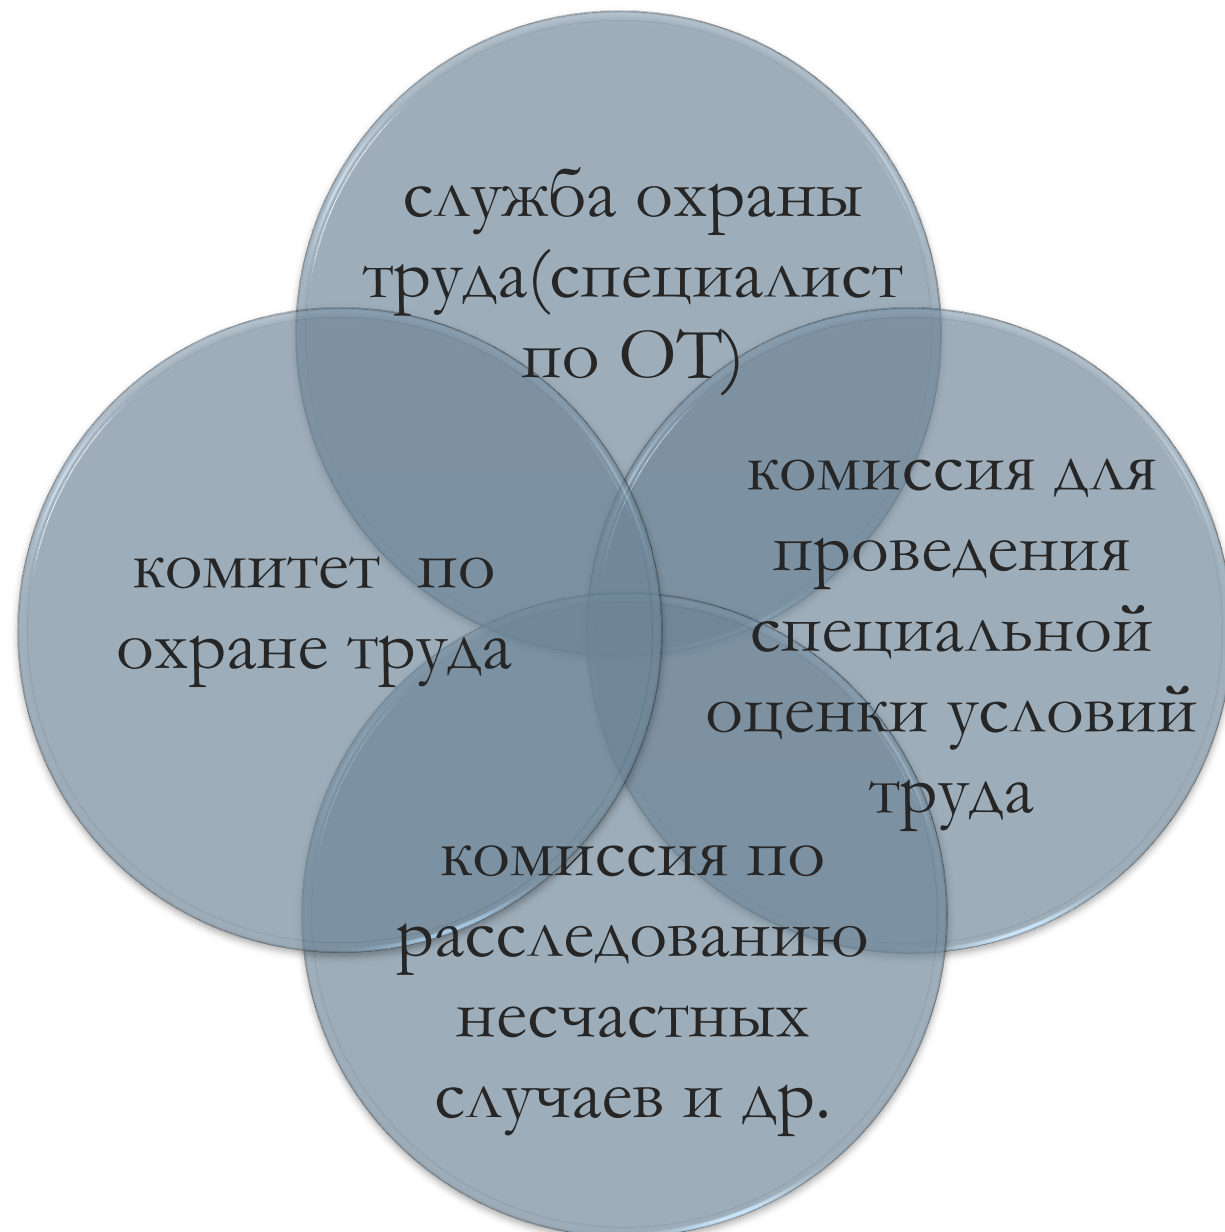 служба охраны
труда(специалист
по ОТ)
комиссия для
проведения
специальной
оценки условий
труда
комиссия по
расследованию
несчастных
случаев и др.
комитет  по
охране труда